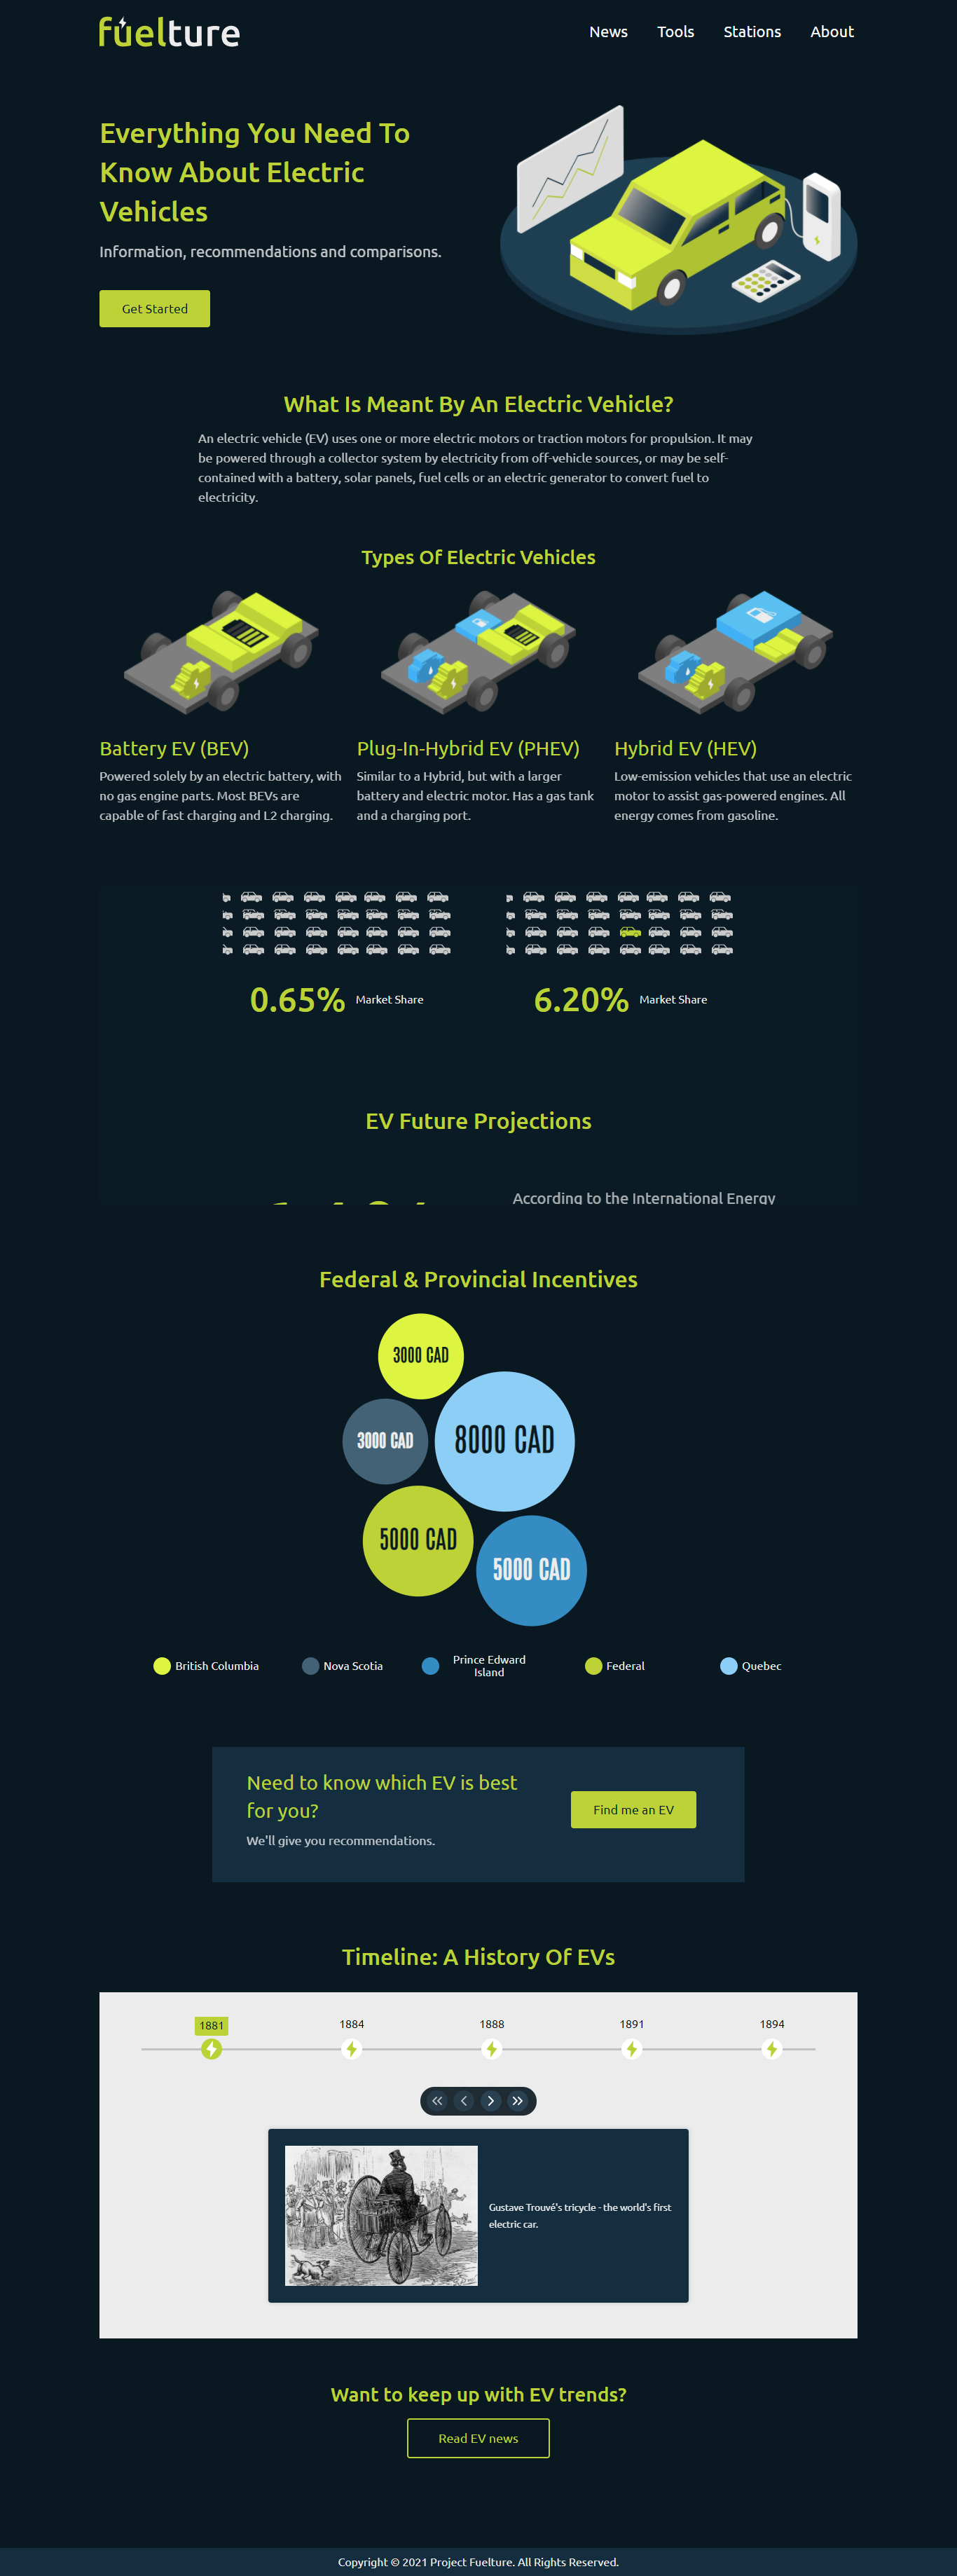 fuelture
News Tools Stations About
Everything You Need To
Know About Electric
Vehicles
Information, recommendations and comparisons.
Get Started
What Is Meant By An Electric Vehicle?
An electric vehicle (EV) uses one or more electric motors or traction motors for propulsion. It may
be powered through a collector system by electricity from off-vehicle sources, or may be self-
contained with a battery, solar panels, fuel cells or an electric generator to convert fuel to
electricity.
Types Of Electric Vehicles
Battery EV (BEV)
Powered solely by an electric battery, with
no gas engine parts. Most BEVs are
capable of fast charging and L2 charging.
Plug-In-Hybrid EV (PHEV)
Similar to a Hybrid, but with a larger
battery and electric motor. Has a gas tank
and a charging port.
Hybrid EV (HEV)
Low-emission vehicles that use an electric
motor to assist gas-powered engines. All
energy comes from gasoline.
0.65% Market Share
6.20% Market Share
EV Future Projections
According to the International Energy
Federal & Provincial Incentives
3000 CAD
3000 CAD
8000 CAD
5000 CAD
5000 CAD
British Columbia
Nova Scotia
Prince Edward
Island
Federal
Quebec
Need to know which EV is best
for you?
We'll give you recommendations.
Find me an EV
Timeline: A History Of EVs
1881 1884 1888 1891 1894
Gustave Trouvé's tricycle - the world's first
electric car.
Want to keep up with EV trends?
Read EV news
Copyright © 2021 Project Fuelture. All Rights Reserved.